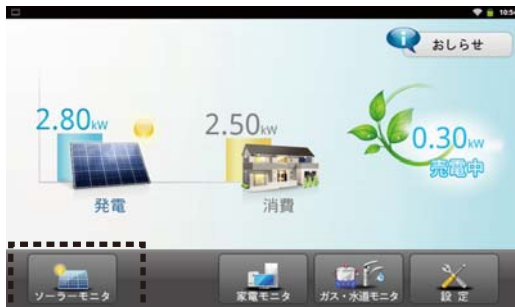 10:54
おしらせ
2.80kW
2.50kW
0.30kW
売電中
発電
消費
ソーラーモニタ
家電モニタ
ガス・水道モニタ
設定